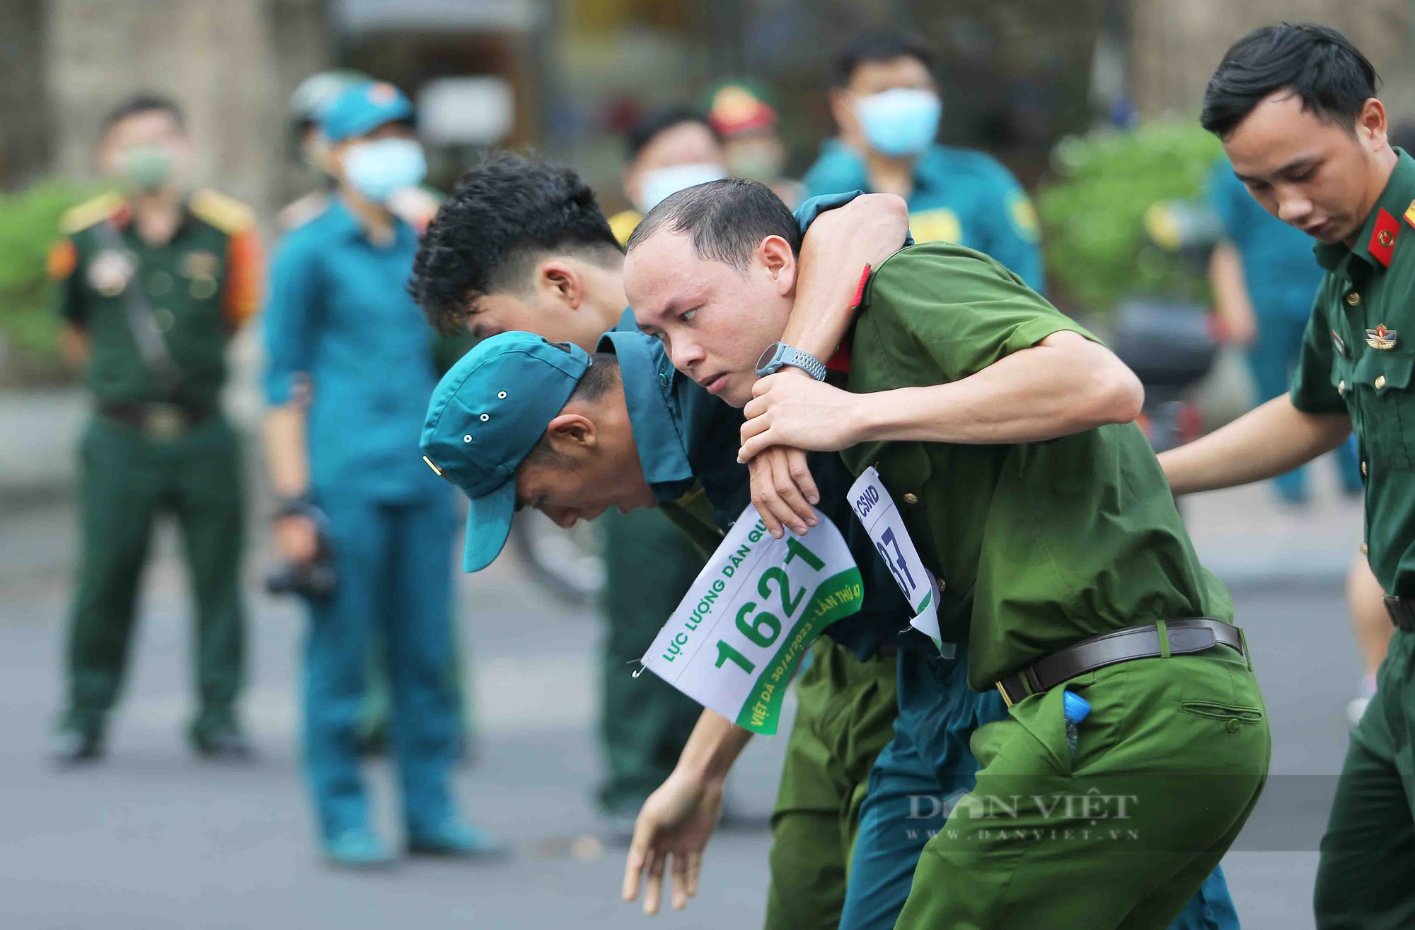 LỰC LƯỢNG DÂN QU
1621
VIỆT DÃ 30/4/2023 - LẦN THỨ 47
CSND
37
DÂN VIỆT
WWW.DANVIET.VN